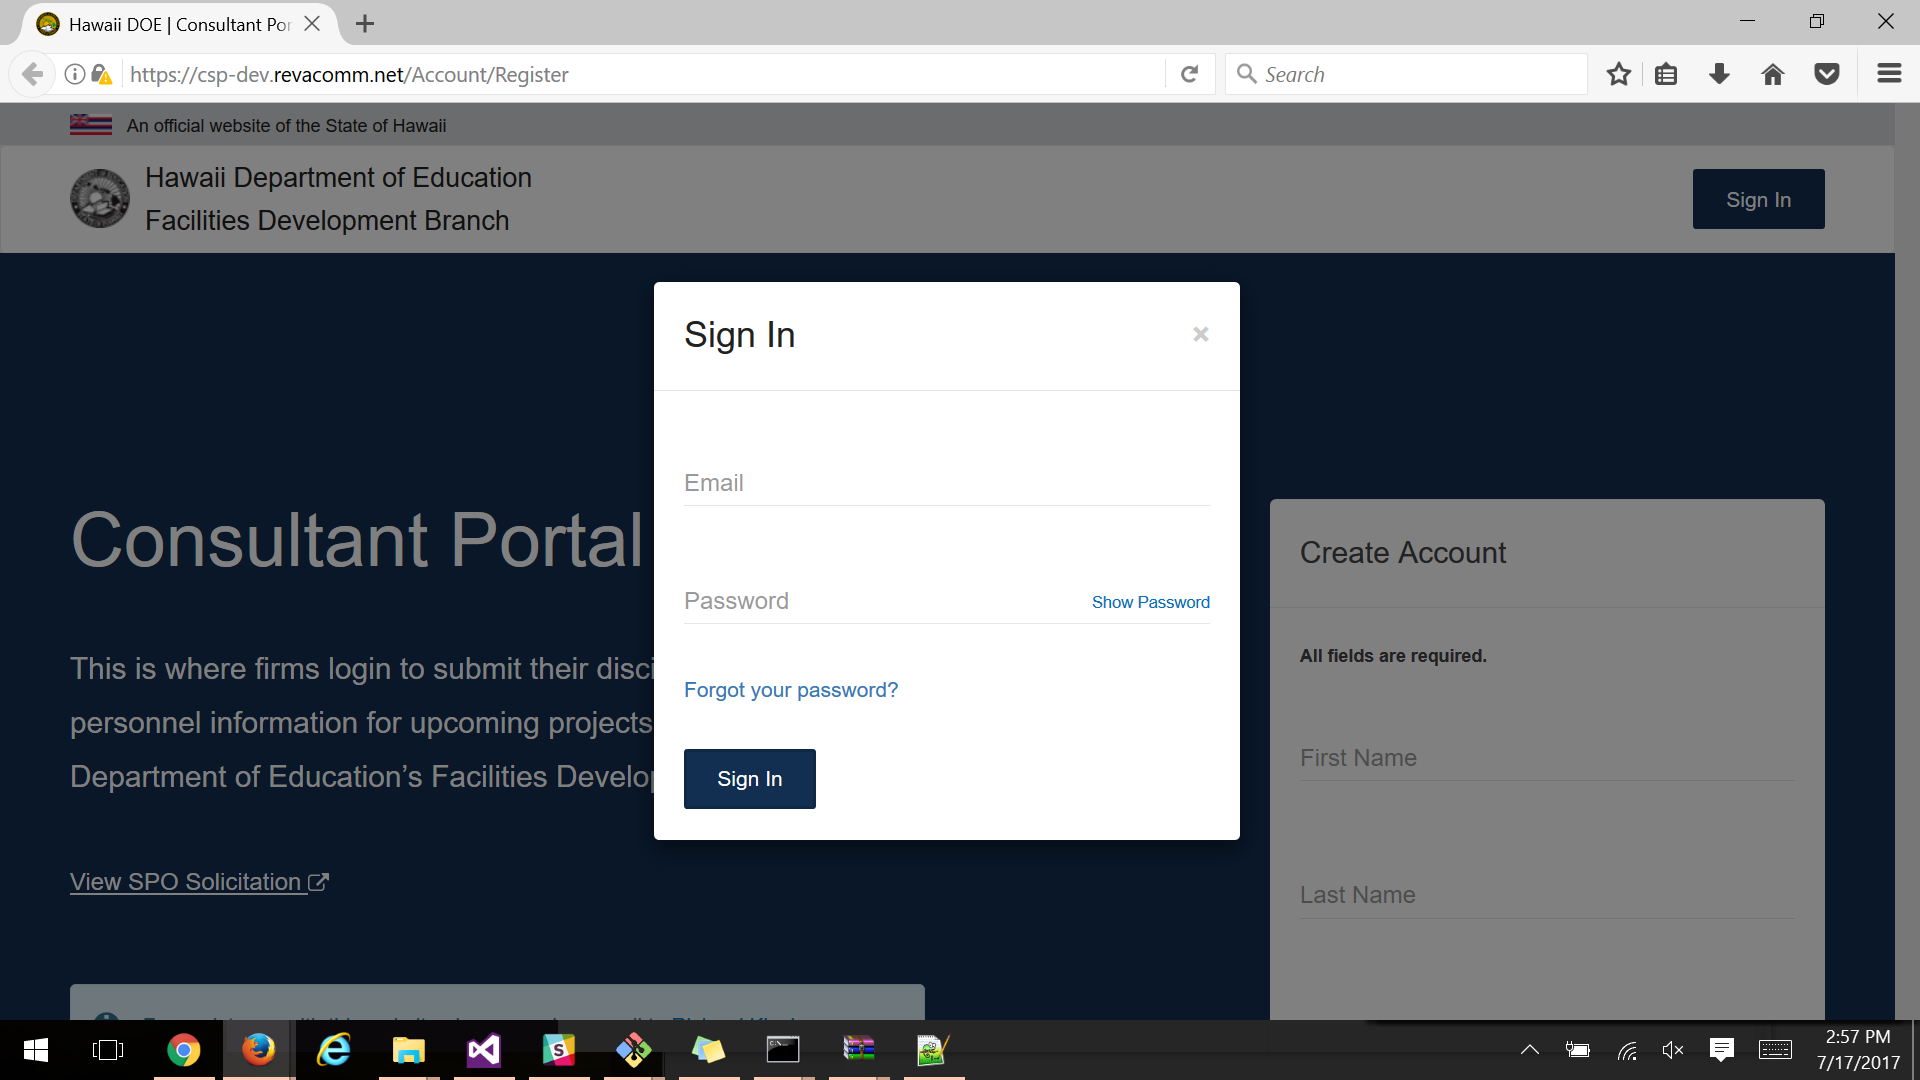 Hawaii DOE | Consultant Por
https://csp-dev.revacomm.net/Account/Register
Search
An official website of the State of Hawaii
Hawaii Department of Education
Facilities Development Branch
Sign In
Sign In
×
Email
Password
Show Password
Forgot your password?
Sign In
Consultant Portal
This is where firms login to submit their disci
personnel information for upcoming projects
Department of Education’s Facilities Develop
View SPO Solicitation
Create Account
All fields are required.
First Name
Last Name
2:57 PM
7/17/2017